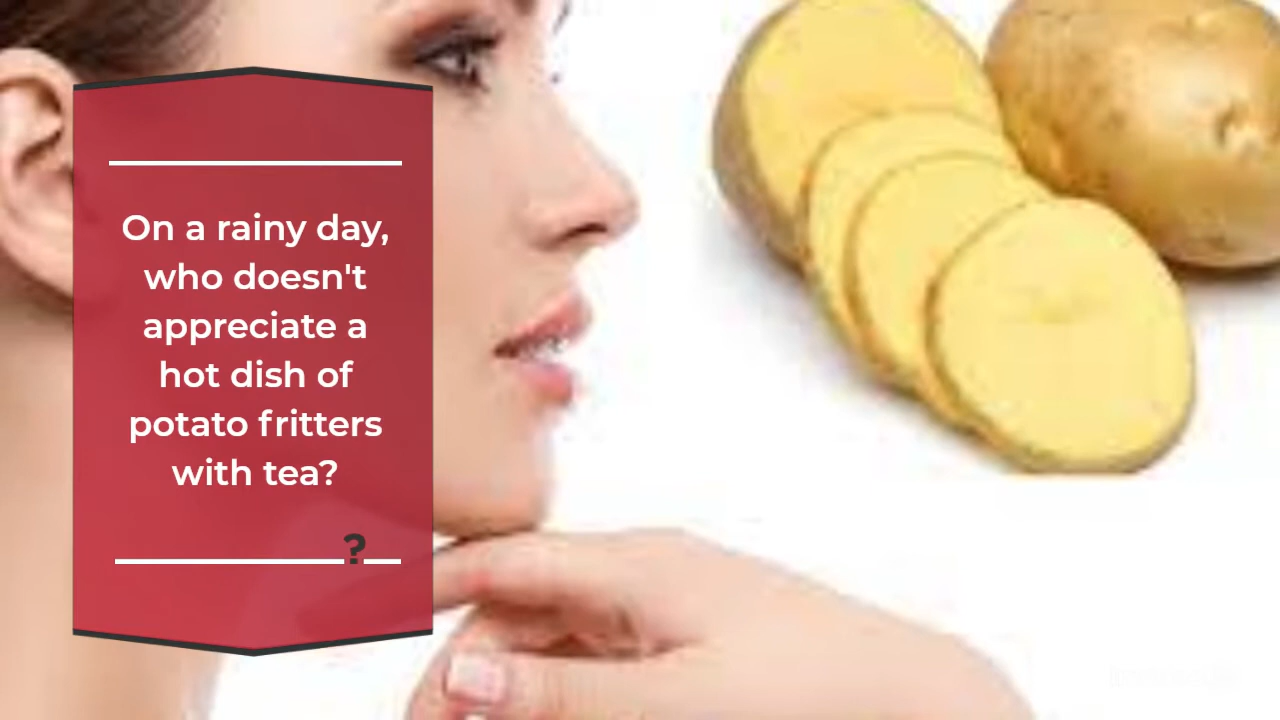 On a rainy day,
who doesn't
appreciate a
hot dish of
potato fritters
with tea?
?